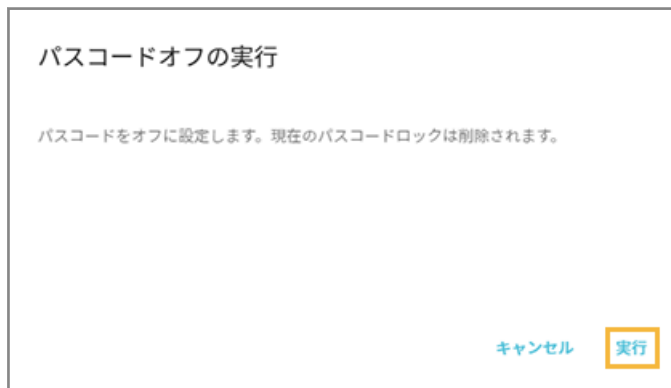 パスコードオフの実行
パスコードをオフに設定します。現在のパスコードロックは削除されます。
キャンセル
実行